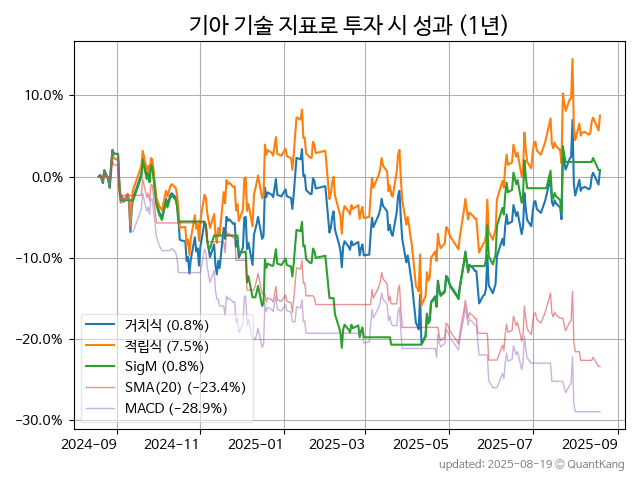 기아 기술 지표로 투자 시 성과 (1년)
10.0%
0.0%
−10.0%
−20.0%
−30.0%
거치식 (0.8%)
적립식 (7.5%)
SigM (0.8%)
SMA(20) (−23.4%)
MACD (−28.9%)
2024−09 2024−11 2025−01 2025−03 2025−05 2025−07 2025−09
updated: 2025−08−19 ⓒ QuantKang